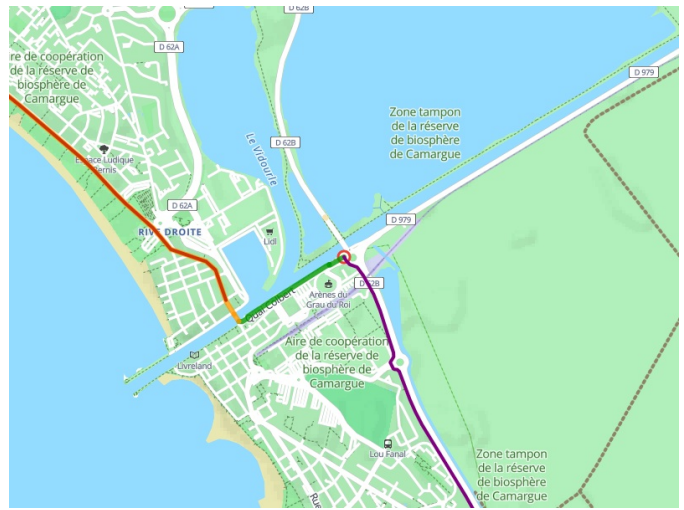 D 62B
D 62A
D 979
ire de coopération
de la réserve de
biosphère de
Camargue
Zone tampon
de la réserve
de biosphère
de Camargue
D 62B
Le Vidourle
Espace Ludique
Pernis
D 62A
D 979
RIVE DROITE
Lidl
D 62B
Arènes du
Grau du Roi
Quai Colbert
Aire de coopération
de la réserve de
biosphère de
Camargue
Livreland
Lou Fanal
Zone tampon
de la réserve
de biosphère
de Camargue
Rue